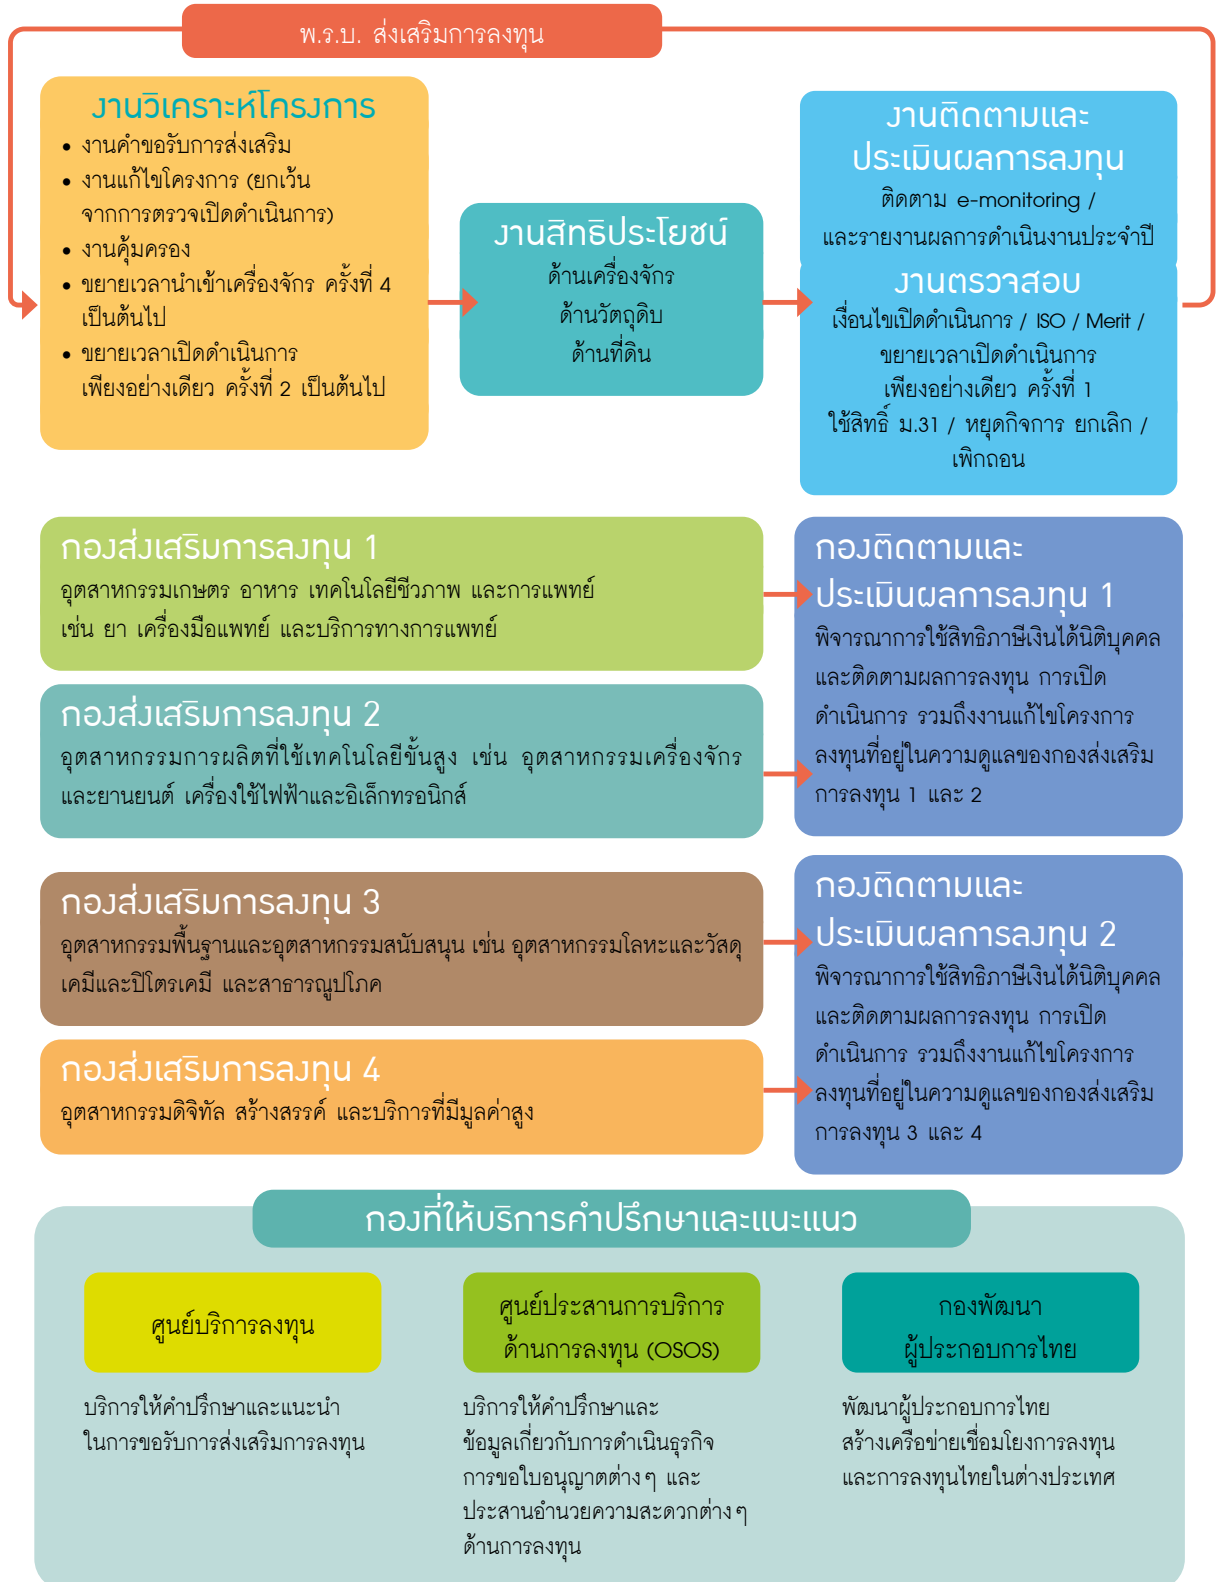 พ.ร.บ. ส่งเสริมการลงทุน
งานวิเคราะห์โครงการ
• งานคำขอรับการส่งเสริม
• งานแก้ไขโครงการ (ยกเว้น
จากการตรวจเปิดดำเนินการ)
• งานคุ้มครอง
• ขยายเวลานำเข้าเครื่องจักร ครั้งที่ 4
เป็นต้นไป
• ขยายเวลาเปิดดำเนินการ
เพียงอย่างเดียว ครั้งที่ 2 เป็นต้นไป
งานสิทธิประโยชน์
ด้านเครื่องจักร
ด้านวัตถุดิบ
ด้านที่ดิน
งานติดตามและ
ประเมินผลการลงทุน
ติดตาม e-monitoring /
และรายงานผลการดำเนินงานประจำปี
งานตรวจสอบ
เงื่อนไขเปิดดำเนินการ / ISO / Merit /
ขยายเวลาเปิดดำเนินการ
เพียงอย่างเดียว ครั้งที่ 1
ใช้สิทธิ์ ม.31 / หยุดกิจการ ยกเลิก /
เพิกถอน
กองส่งเสริมการลงทุน 1
อุตสาหกรรมเกษตร อาหาร เทคโนโลยีชีวภาพ และการแพทย์
เช่น ยา เครื่องมือแพทย์ และบริการทางการแพทย์
กองส่งเสริมการลงทุน 2
อุตสาหกรรมการผลิตที่ใช้เทคโนโลยีขั้นสูง เช่น อุตสาหกรรมเครื่องจักร
และยานยนต์ เครื่องใช้ไฟฟ้าและอิเล็กทรอนิกส์
กองติดตามและ
ประเมินผลการลงทุน 1
พิจารณาการใช้สิทธิภาษีเงินได้นิติบุคคล
และติดตามผลการลงทุน การเปิด
ดำเนินการ รวมถึงงานแก้ไขโครงการ
ลงทุนที่อยู่ในความดูแลของกองส่งเสริม
การลงทุน 1 และ 2
กองส่งเสริมการลงทุน 3
อุตสาหกรรมพื้นฐานและอุตสาหกรรมสนับสนุน เช่น อุตสาหกรรมโลหะและวัสดุ
เคมีและปิโตรเคมี และสาธารณูปโภค
กองส่งเสริมการลงทุน 4
อุตสาหกรรมดิจิทัล สร้างสรรค์ และบริการที่มีมูลค่าสูง
กองติดตามและ
ประเมินผลการลงทุน 2
พิจารณาการใช้สิทธิภาษีเงินได้นิติบุคคล
และติดตามผลการลงทุน การเปิด
ดำเนินการ รวมถึงงานแก้ไขโครงการ
ลงทุนที่อยู่ในความดูแลของกองส่งเสริม
การลงทุน 3 และ 4
กองที่ให้บริการคำปรึกษาและแนะแนว
ศูนย์บริการลงทุน
บริการให้คำปรึกษาและแนะนำ
ในการขอรับการส่งเสริมการลงทุน
ศูนย์ประสานการบริการ
ด้านการลงทุน (OSOS)
บริการให้คำปรึกษาและ
ข้อมูลเกี่ยวกับการดำเนินธุรกิจ
การขอใบอนุญาตต่างๆ และ
ประสานอำนวยความสะดวกต่างๆ
ด้านการลงทุน
กองพัฒนา
ผู้ประกอบการไทย
พัฒนาผู้ประกอบการไทย
สร้างเครือข่ายเชื่อมโยงการลงทุน
และการลงทุนไทยในต่างประเทศ